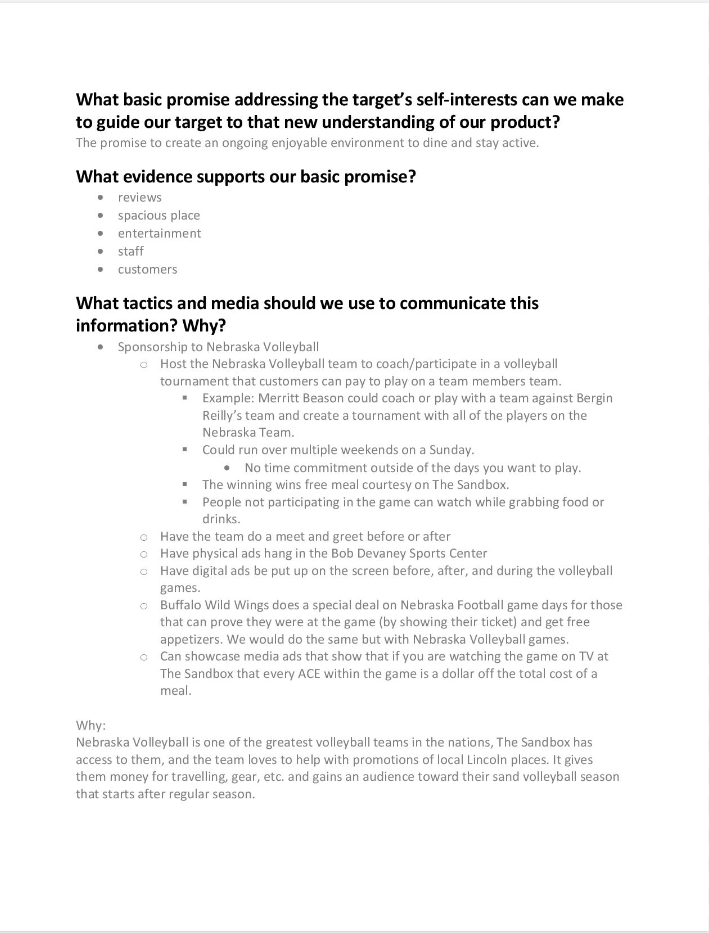 What basic promise addressing the target's self-interests can we make
to guide our target to that new understanding of our product?
The promise to create an ongoing enjoyable environment to dine and stay active.
What evidence supports our basic promise?
• reviews
• spacious place
• entertainment
• staff
• customers
What tactics and media should we use to communicate this
information? Why?
• Sponsorship to Nebraska Volleyball
○ Host the Nebraska Volleyball team to coach/participate in a volleyball
tournament that customers can pay to play on a team members team.
▪ Example: Merritt Beason could coach or play with a team against Bergin
Reilly's team and create a tournament with all of the players on the
Nebraska Team.
▪ Could run over multiple weekends on a Sunday.
• No time commitment outside of the days you want to play.
▪ The winning wins free meal courtesy on The Sandbox.
▪ People not participating in the game can watch while grabbing food or
drinks.
○ Have the team do a meet and greet before or after
○ Have physical ads hang in the Bob Devaney Sports Center
○ Have digital ads be put up on the screen before, after, and during the volleyball
games.
○ Buffalo Wild Wings does a special deal on Nebraska Football game days for those
that can prove they were at the game (by showing their ticket) and get free
appetizers. We would do the same but with Nebraska Volleyball games.
○ Can showcase media ads that show that if you are watching the game on TV at
The Sandbox that every ACE within the game is a dollar off the total cost of a
meal.
Why:
Nebraska Volleyball is one of the greatest volleyball teams in the nations, The Sandbox has
access to them, and the team loves to help with promotions of local Lincoln places. It gives
them money for travelling, gear, etc. and gains an audience toward their sand volleyball season
that starts after regular season.